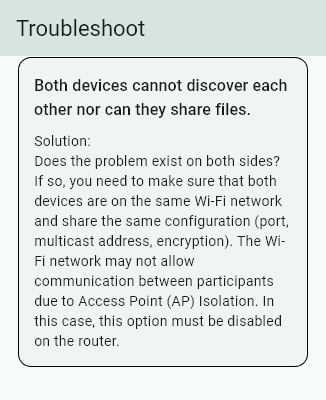 Troubleshoot
Both devices cannot discover each
other nor can they share files.
Solution:
Does the problem exist on both sides?
If so, you need to make sure that both
devices are on the same Wi-Fi network
and share the same configuration (port,
multicast address, encryption). The Wi-
Fi network may not allow
communication between participants
due to Access Point (AP) Isolation. In
this case, this option must be disabled
on the router.